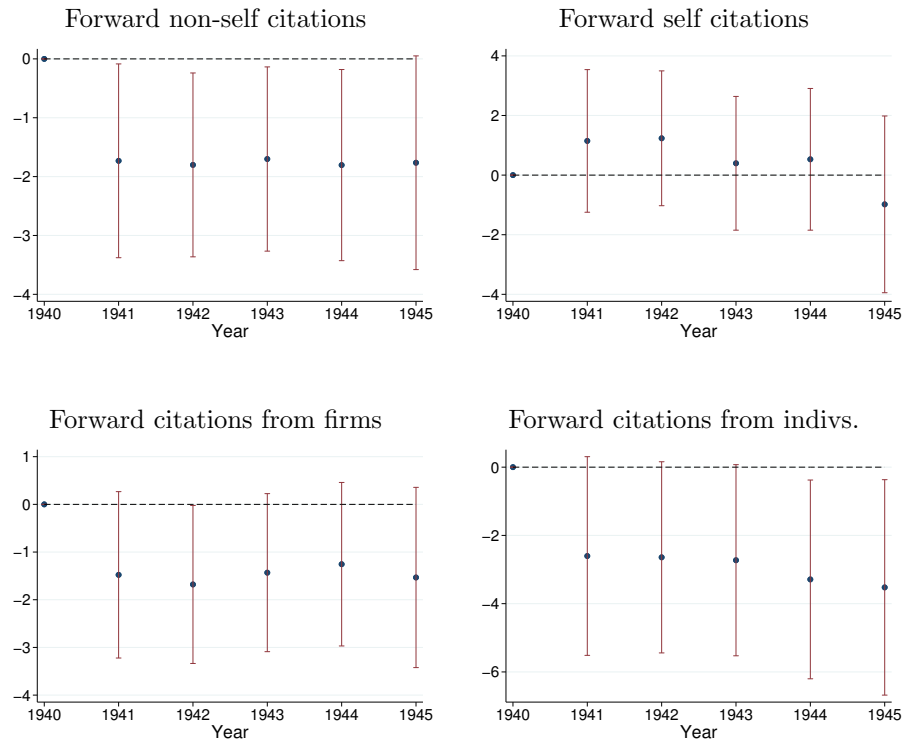 Forward non-self citations
0
−1
−2
−3
−4
1940 1941 1942 1943 1944 1945
Year
Forward self citations
4
2
0
−2
−4
1940 1941 1942 1943 1944 1945
Year
Forward citations from firms
1
0
−1
−2
−3
−4
1940 1941 1942 1943 1944 1945
Year
Forward citations from indivs.
0
−2
−4
−6
1940 1941 1942 1943 1944 1945
Year